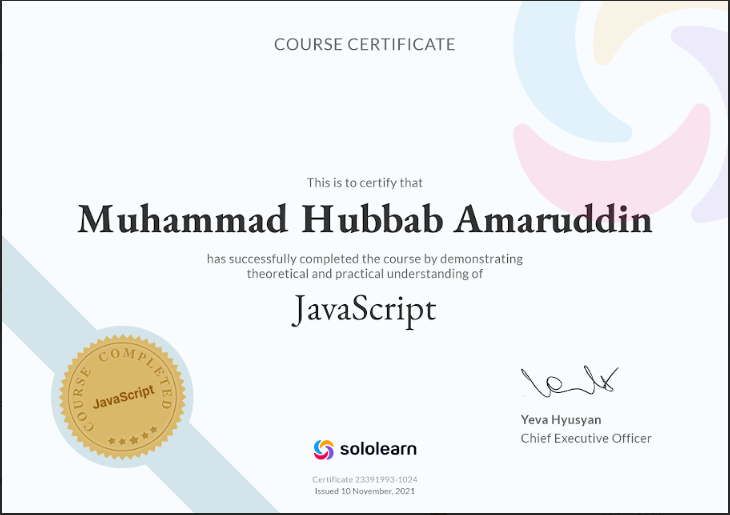 COURSE CERTIFICATE
This is to certify that
Muhammad Hubbab Amaruddin
has successfully completed the course by demonstrating
theoretical and practical understanding of
JavaScript
COURSE COMPLETED
JavaScript
Yeva Hyusyan
Chief Executive Officer
sololearn
Certificate 23391993-1024
Issued 10 November, 2021